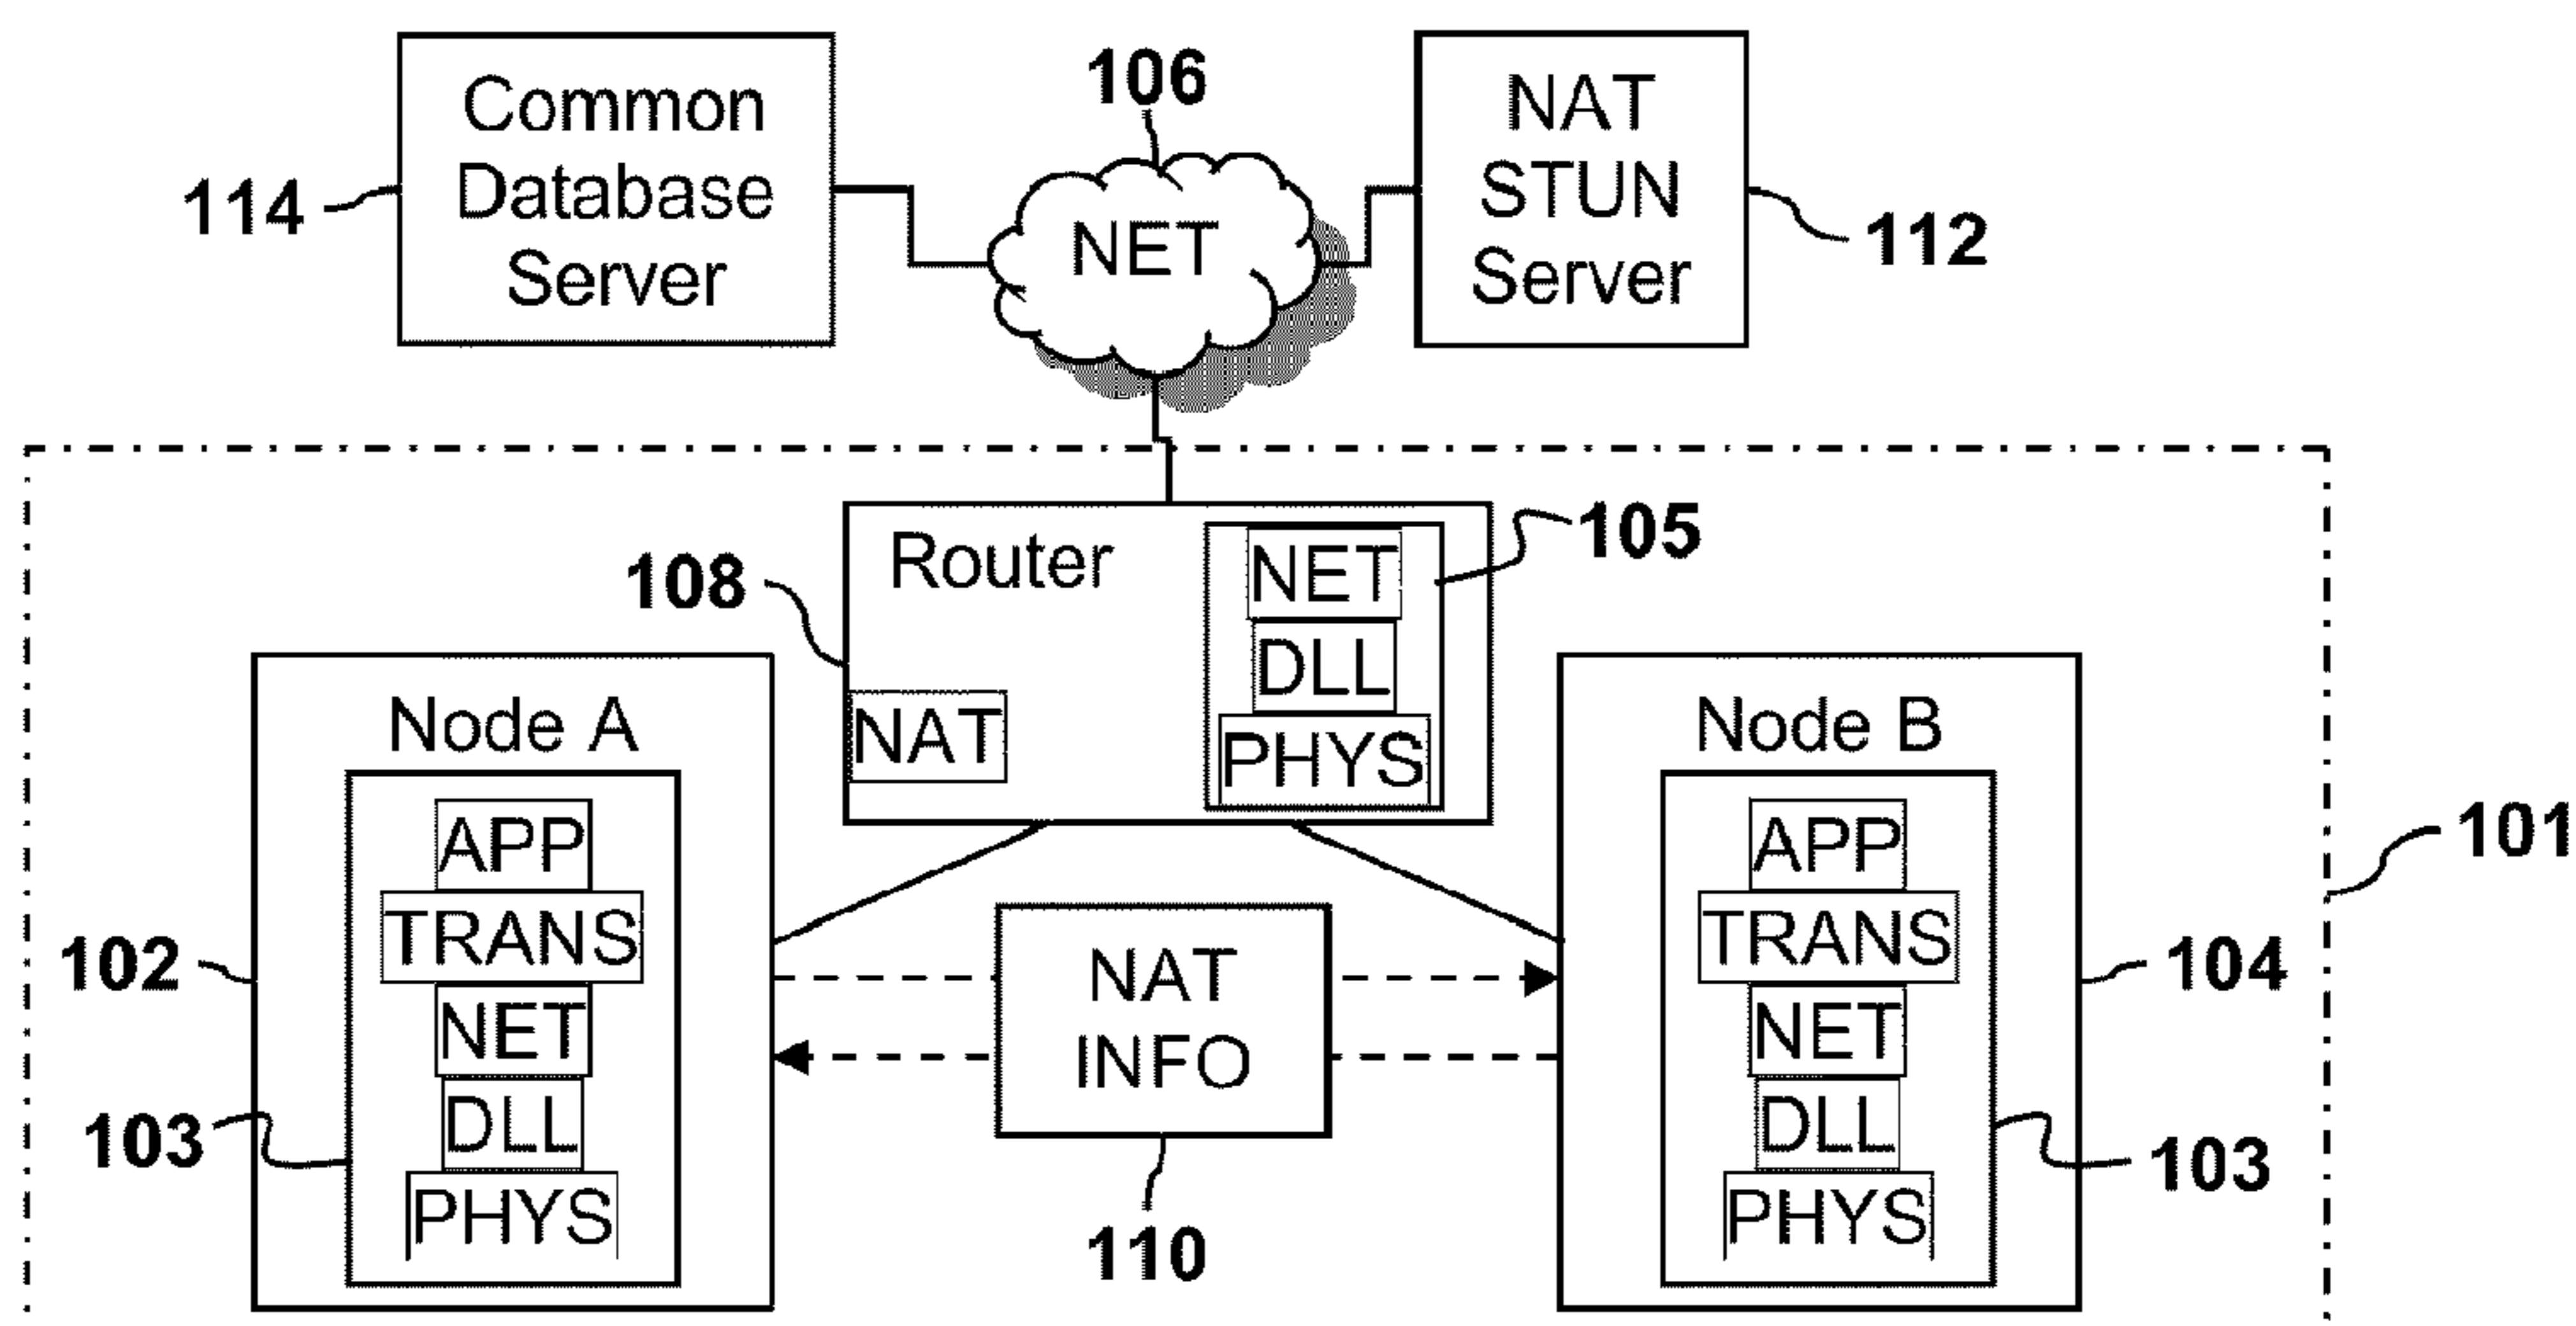 Common
Database
Server
114
106
NET
NAT
STUN
Server
112
Router
108
NAT
NET
DLL
PHYS
105
Node A
APP
TRANS
NET
DLL
PHYS
102
103
NAT
INFO
110
Node B
APP
TRANS
NET
DLL
PHYS
104
103
101